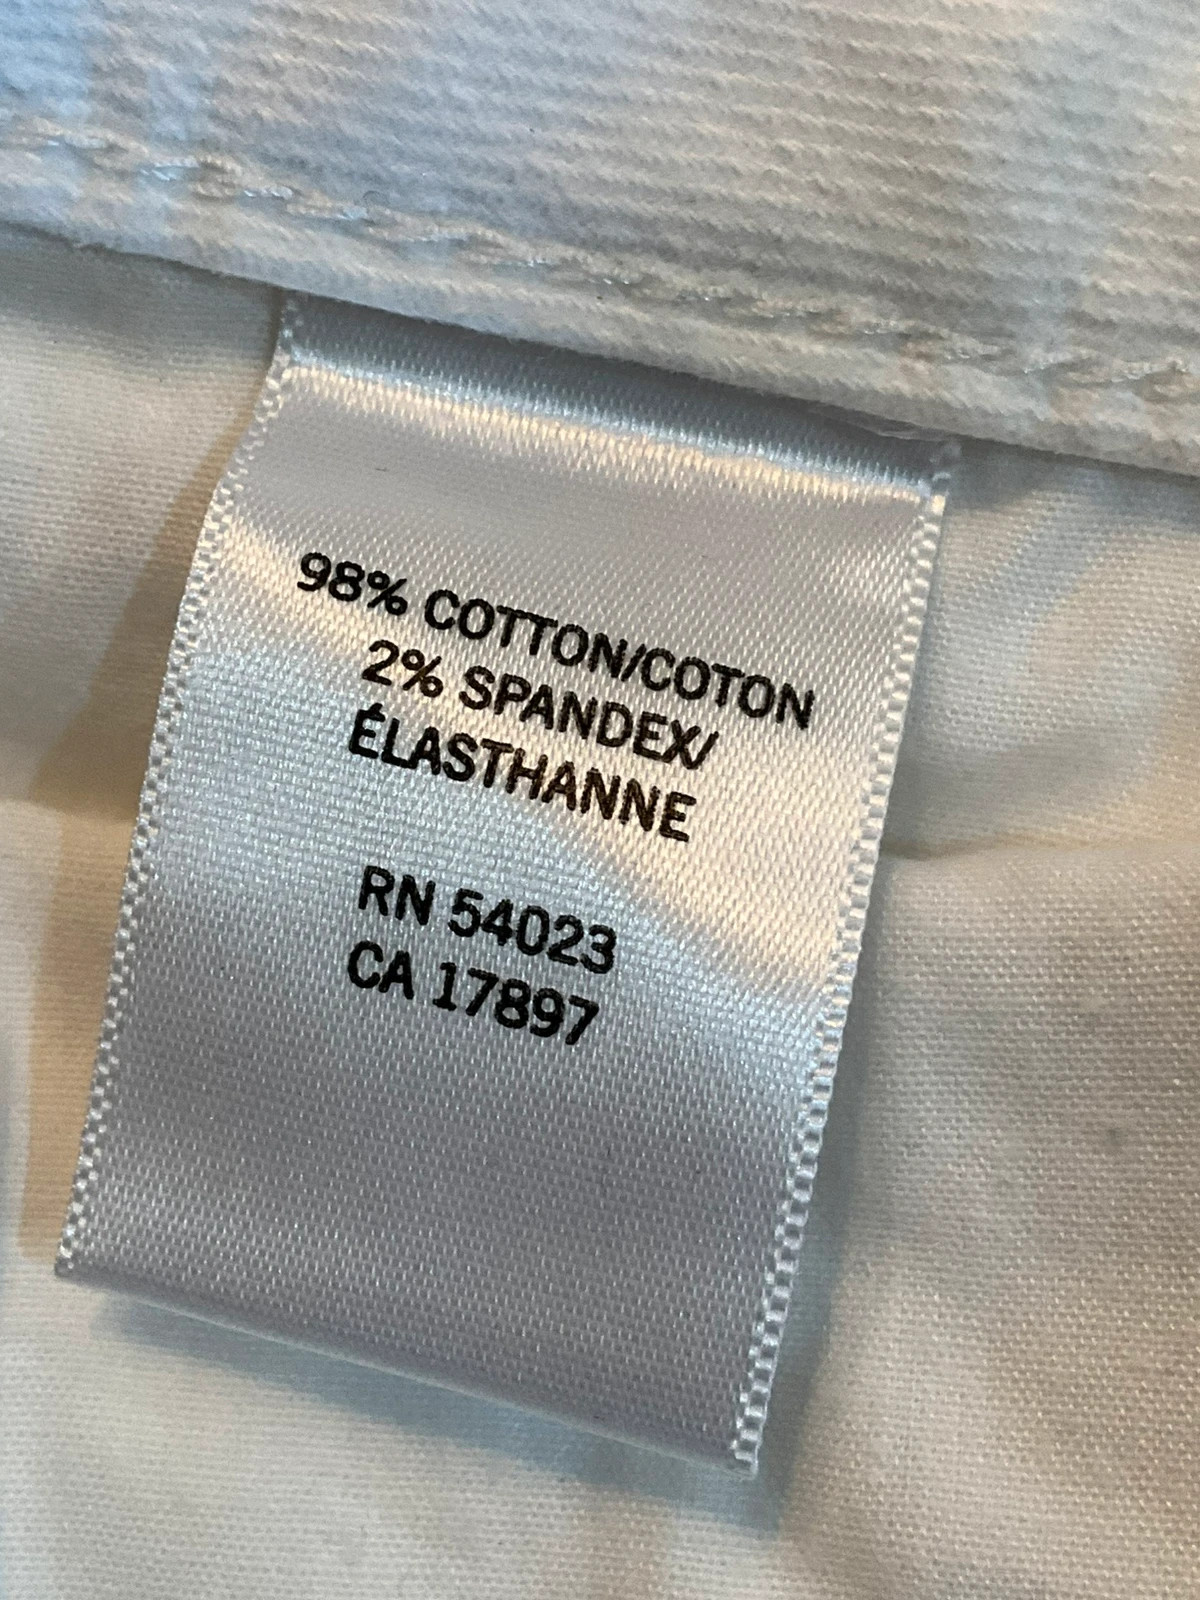 98% COTTON/COTON
2% SPANDEX/
ÉLASTHANNE
RN 54023
CA 17897